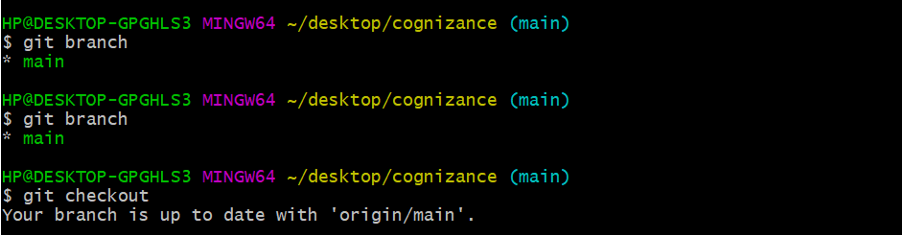 HP@DESKTOP-GPGHLS3 MINGW64 ~/desktop/cognizance (main)
$ git branch
* main
HP@DESKTOP-GPGHLS3 MINGW64 ~/desktop/cognizance (main)
$ git branch
* main
HP@DESKTOP-GPGHLS3 MINGW64 ~/desktop/cognizance (main)
$ git checkout
Your branch is up to date with 'origin/main'.